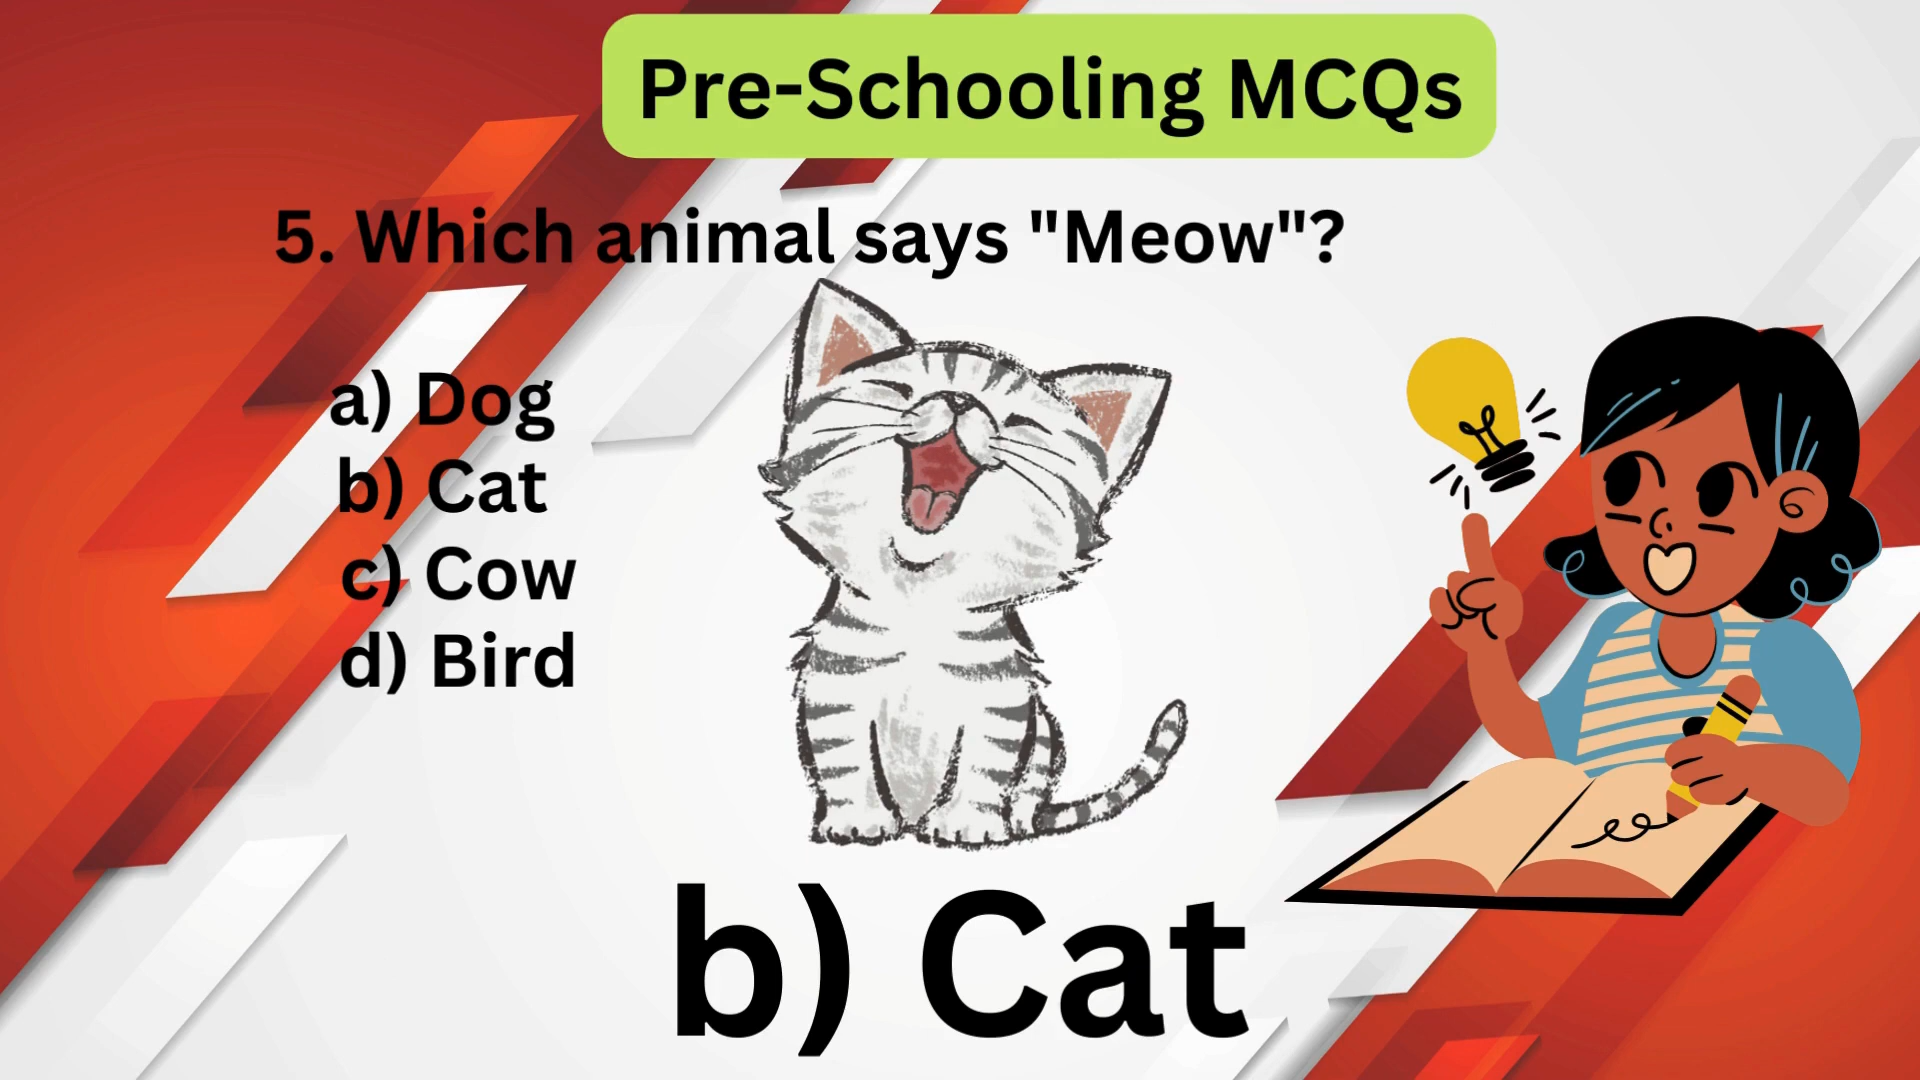 Pre-Schooling MCQs
5. Which animal says "Meow"?
a) Dog
b) Cat
c) Cow
d) Bird
b) Cat